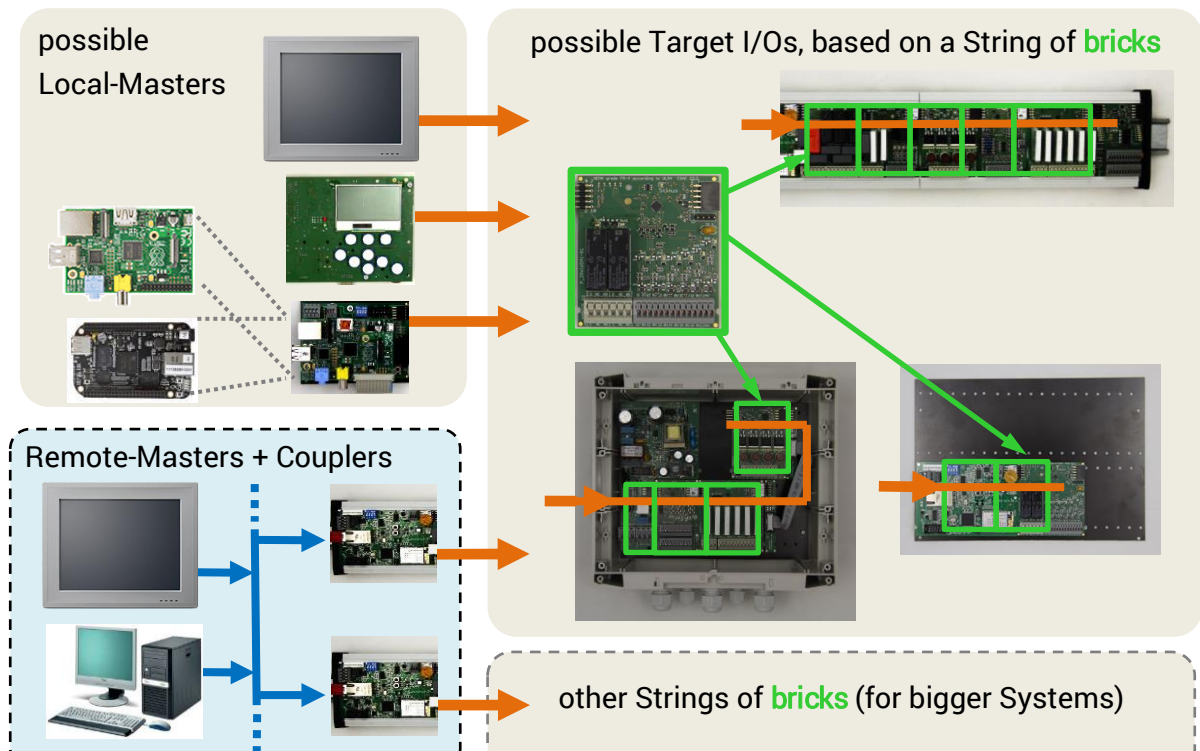 possible
Local-Masters
possible Target I/Os, based on a String of bricks
Remote-Masters + Couplers
other Strings of bricks (for bigger Systems)